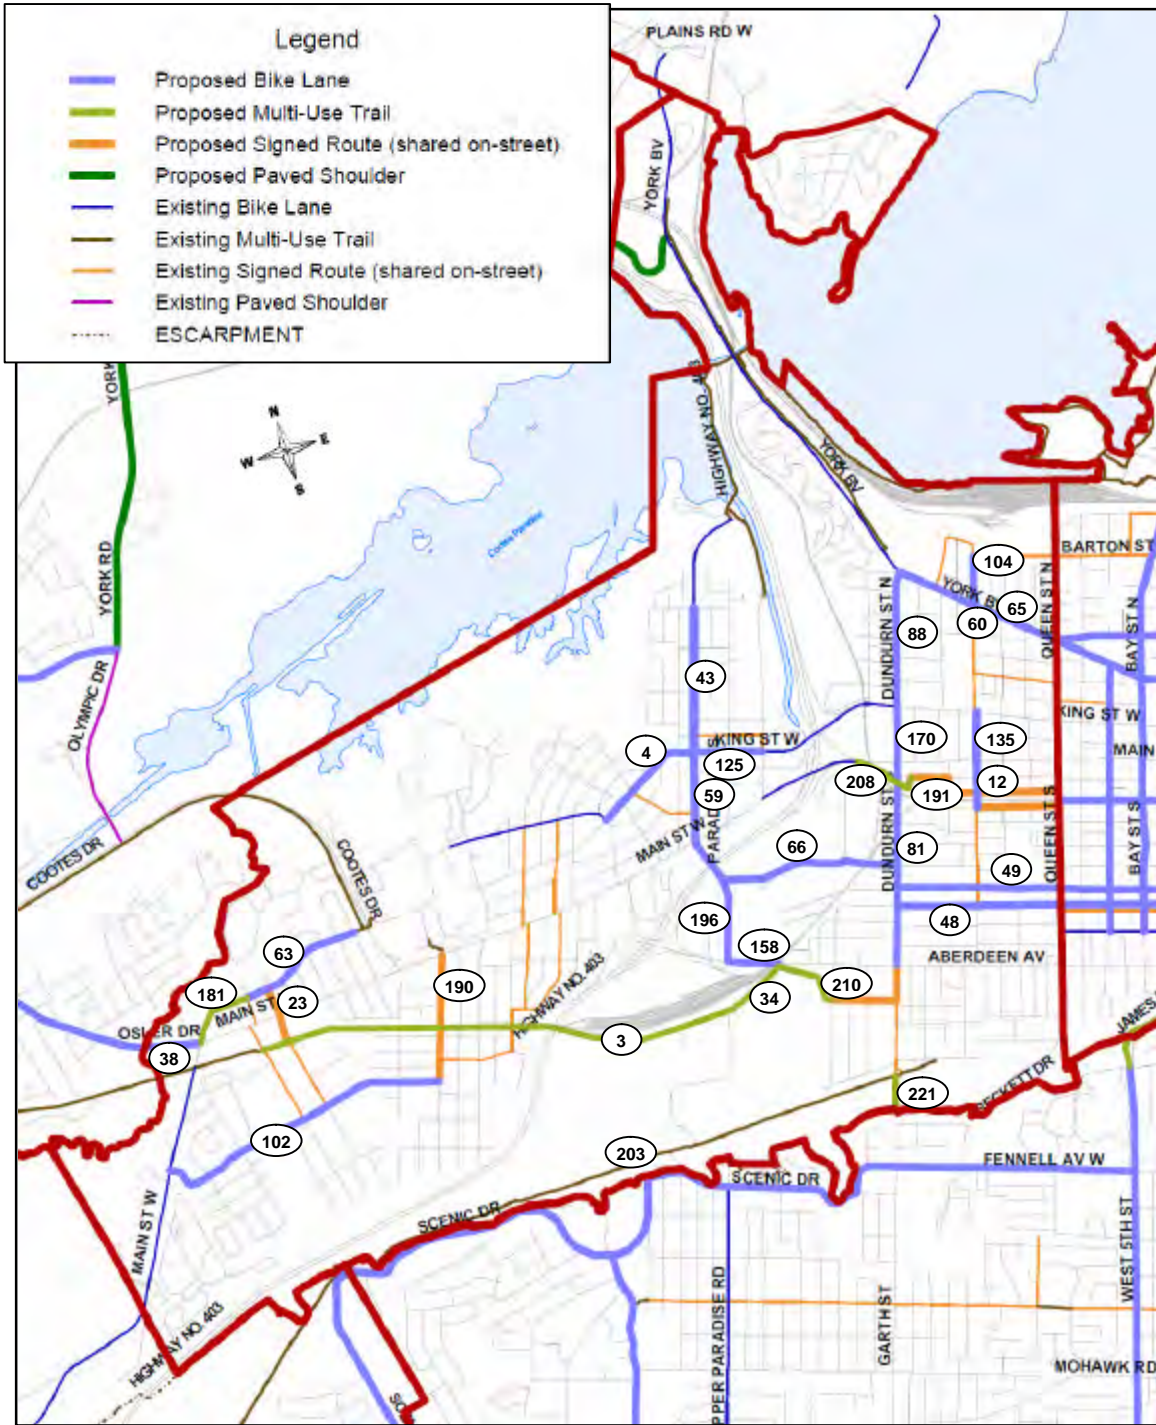 Legend
Proposed Bike Lane
Proposed Multi-Use Trail
Proposed Signed Route (shared on-street)
Proposed Paved Shoulder
Existing Bike Lane
Existing Multi-Use Trail
Existing Signed Route (shared on-street)
Existing Paved Shoulder
ESCARPMENT
PLAINS RD W
YORK BV
YORK
N
W E
S
HIGHWAY NO. 403
YORK BV
Cootes Paradise
YORK RD
BARTON ST
104
YORK BV
65
60
88
DUNDURN ST N
QUEEN ST N
BAY ST N
43
OLYMPIC DR
KING ST W
KING ST W
4
125
170
135
MAIN
59
208
191
12
PARADISE
MAIN ST W
66
81
DUNDURN ST
49
QUEEN ST S
BAY ST S
COOTES DR
COOTES DR
196
48
63
158
ABERDEEN AV
181
23
190
34
210
MAIN ST
OSLER DR
HIGHWAY NO. 403
3
38
JAMES
221
BECKETT DR
102
203
FENNELL AV W
SCENIC DR
SCENIC DR
MAIN ST W
WEST 5TH ST
HIGHWAY NO. 403
UPPER PARADISE RD
GARTH ST
MOHAWK RD